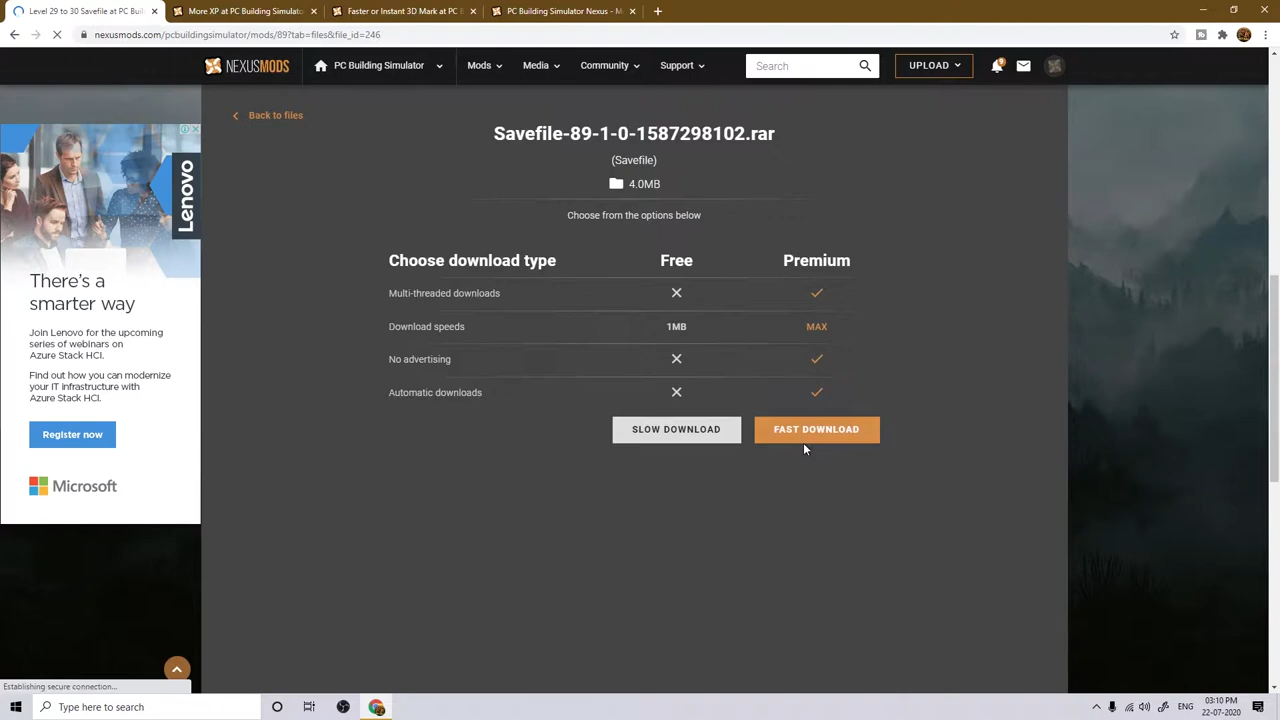 Level 29 to 30 Savefile at PC Buil
More XP at PC Building Simulato
Faster or Instant 3D Mark at PC B
PC Building Simulator Nexus - Mo
nexusmods.com/pcbuildingsimulator/mods/89?tab=files&file_id=246
NEXUSMODS
PC Building Simulator
Mods
Media
Community
Support
Search
UPLOAD
9
Back to files
Savefile-89-1-0-1587298102.rar
(Savefile)
4.0MB
Choose from the options below
Choose download type Free Premium
Multi-threaded downloads
Download speeds 1MB MAX
No advertising
Automatic downloads
SLOW DOWNLOAD
FAST DOWNLOAD
Lenovo
There's a
smarter way
Join Lenovo for the upcoming
series of webinars on
Azure Stack HCI.
Find out how you can modernize
your IT infrastructure with
Azure Stack HCI.
Register now
Microsoft
Establishing secure connection...
Type here to search
ENG
03:10 PM
22-07-2020